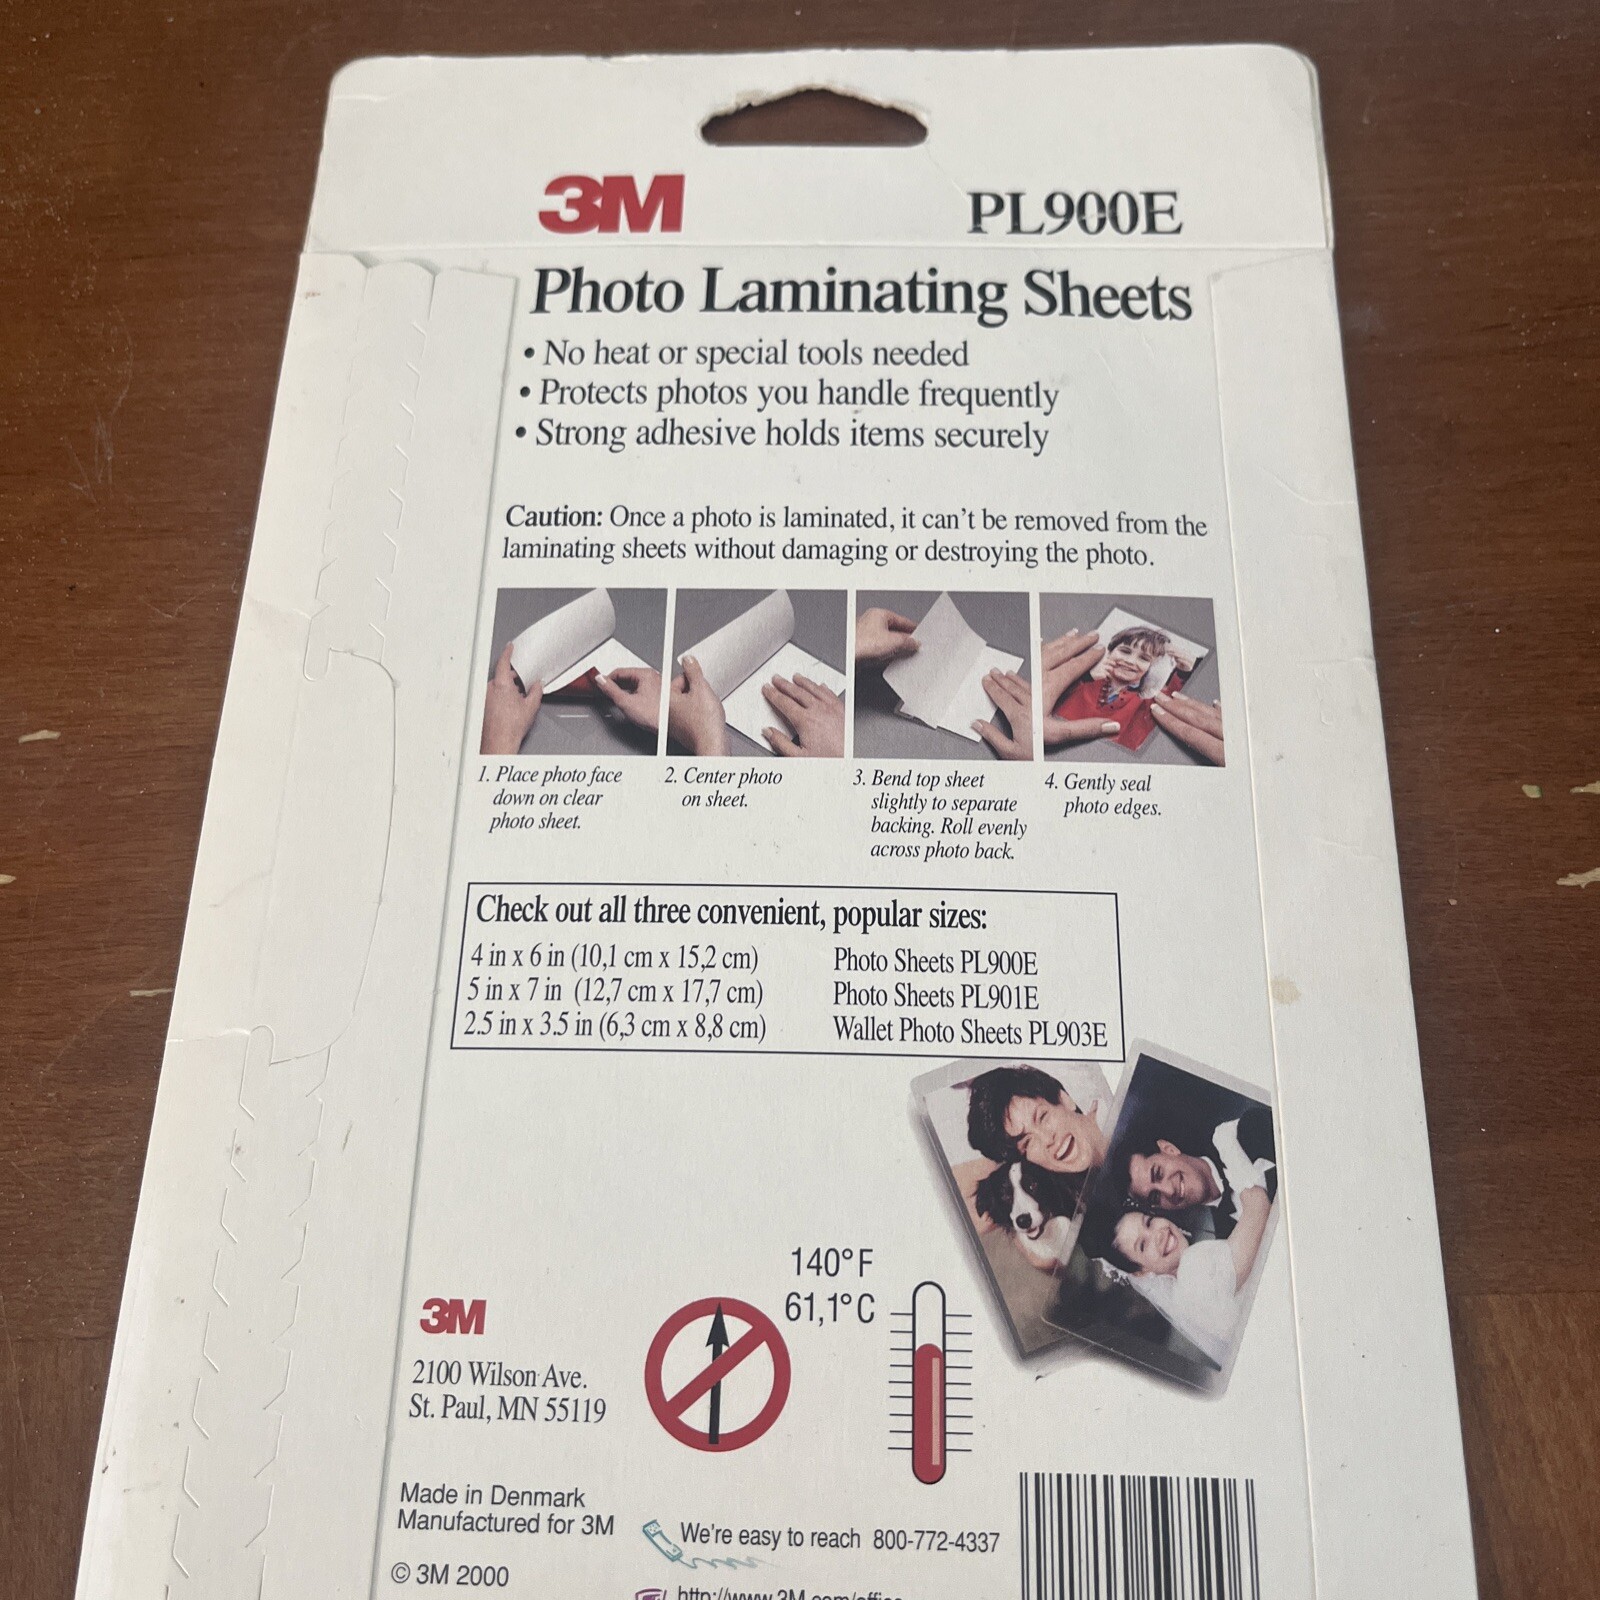 3M PL900E
Photo Laminating Sheets
• No heat or special tools needed
• Protects photos you handle frequently
• Strong adhesive holds items securely
Caution: Once a photo is laminated, it can't be removed from the
laminating sheets without damaging or destroying the photo.
1. Place photo face
down on clear
photo sheet.
2. Center photo
on sheet.
3. Bend top sheet
slightly to separate
backing. Roll evenly
across photo back.
4. Gently seal
photo edges.
Check out all three convenient, popular sizes:
4 in x 6 in (10,1 cm x 15,2 cm) Photo Sheets PL900E
5 in x 7 in (12,7 cm x 17,7 cm) Photo Sheets PL901E
2.5 in x 3.5 in (6,3 cm x 8,8 cm) Wallet Photo Sheets PL903E
140°F
61,1°C
3M
2100 Wilson Ave.
St. Paul, MN 55119
Made in Denmark
Manufactured for 3M
© 3M 2000
We're easy to reach 800-772-4337
http://www.3M.com/office